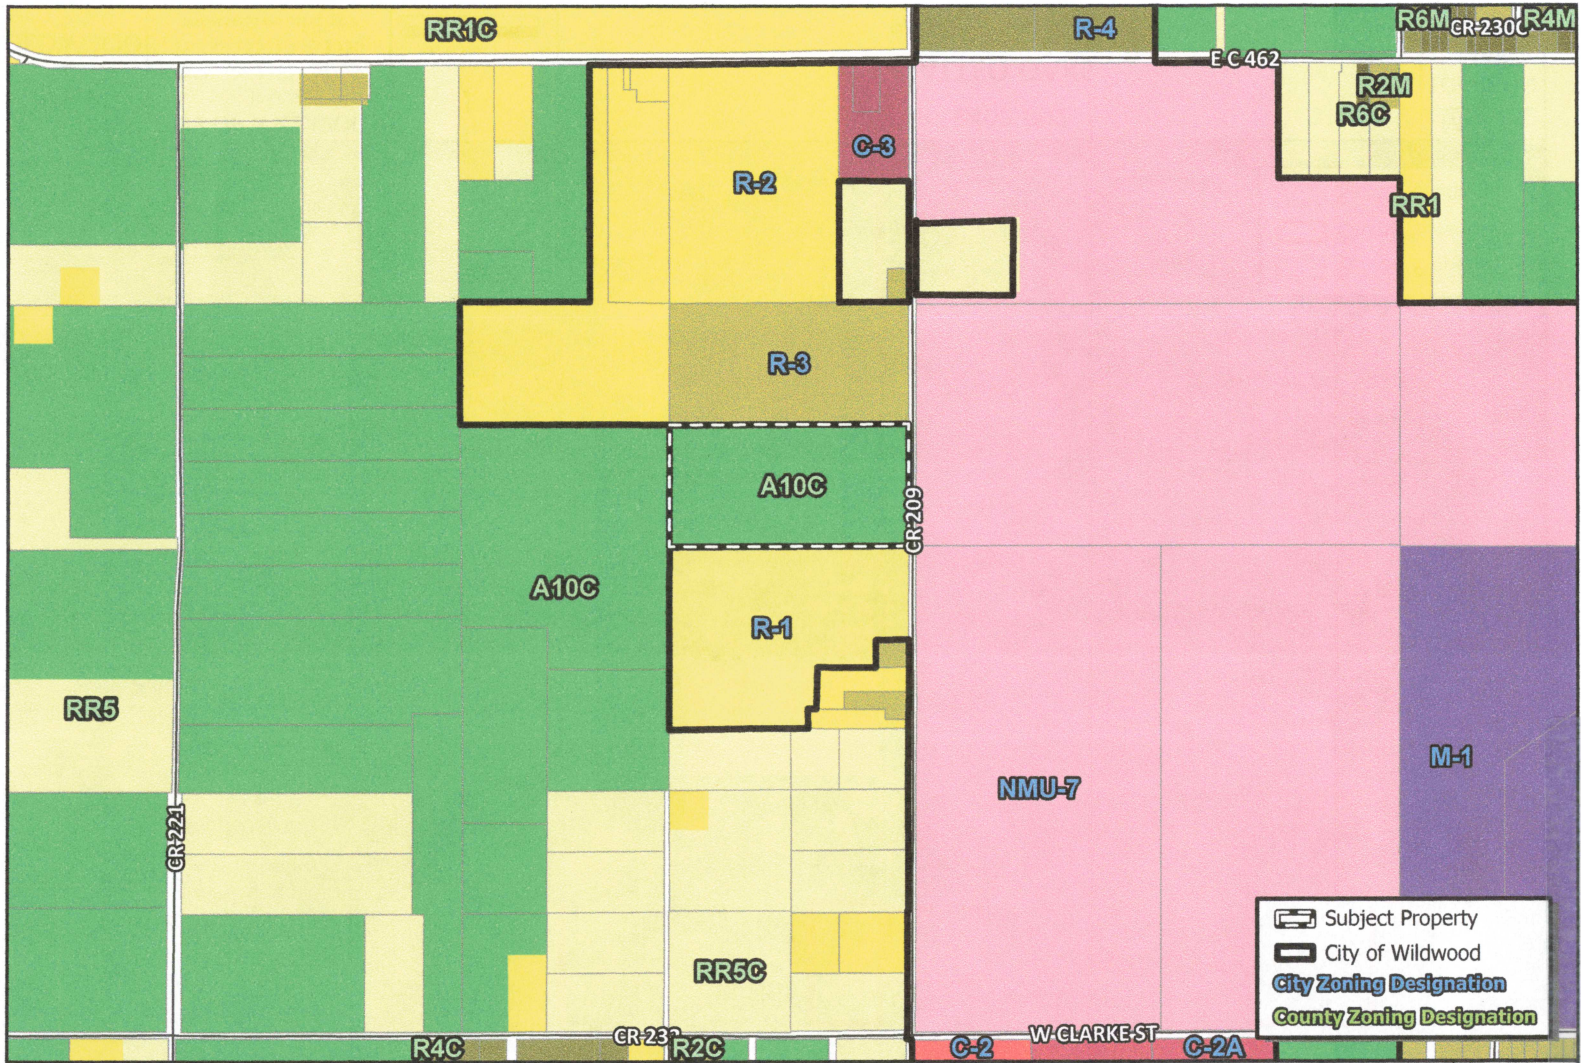 RR1C
R-4
R6M
CR 230C
R4M
E C 462
R2M
R6C
C-3
R-2
RR1
R-3
A10C
CR 209
A10C
R-1
RR5
M-1
NMU-7
CR 221
Subject Property
City of Wildwood
City Zoning Designation
County Zoning Designation
RR5C
CR 232
W CLARKE ST
R4C
R2C
C-2
C-2A